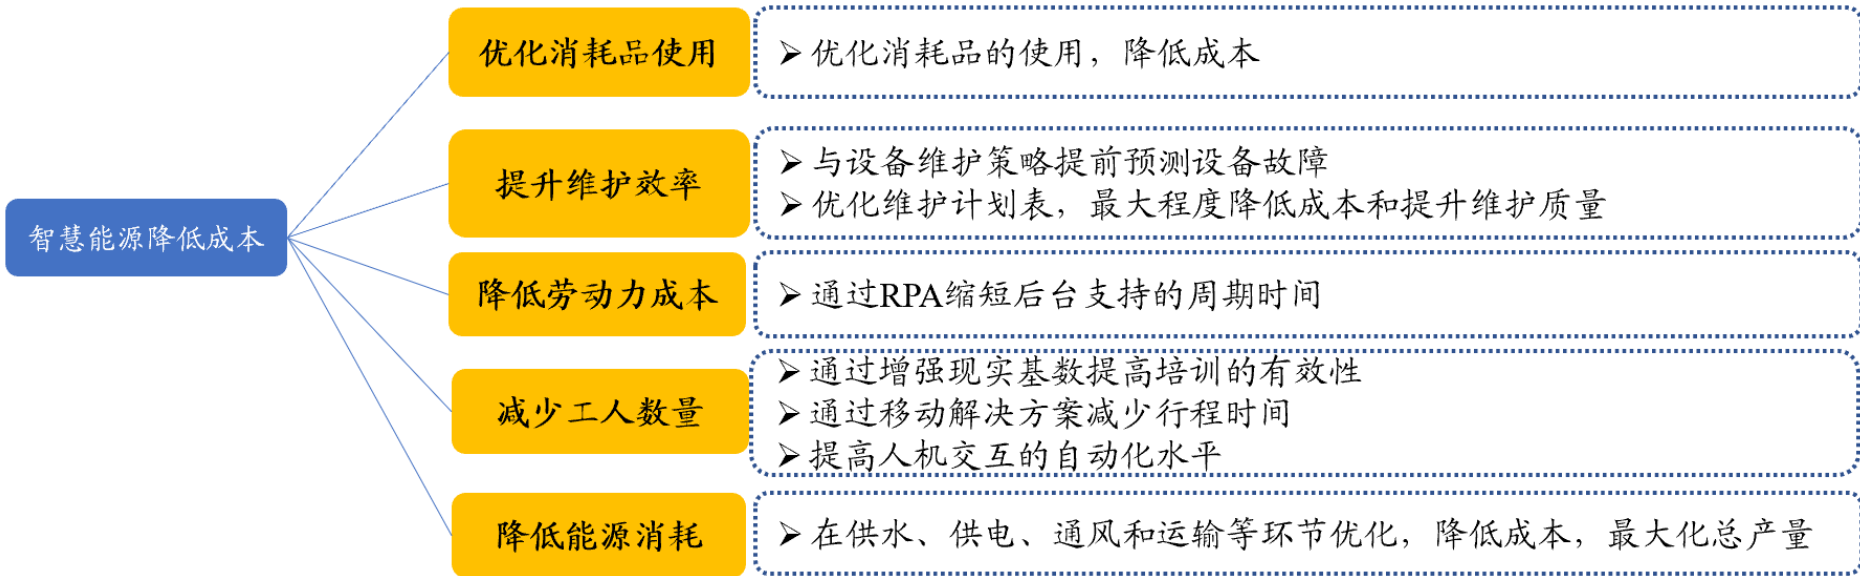 智慧能源降低成本
优化消耗品使用
➢ 优化消耗品的使用，降低成本
提升维护效率
➢ 与设备维护策略提前预测设备故障
➢ 优化维护计划表，最大程度降低成本和提升维护质量
降低劳动力成本
➢ 通过RPA缩短后台支持的周期时间
减少工人数量
➢ 通过增强现实基数提高培训的有效性
➢ 通过移动解决方案减少行程时间
➢ 提高人机交互的自动化水平
降低能源消耗
➢ 在供水、供电、通风和运输等环节优化，降低成本，最大化总产量